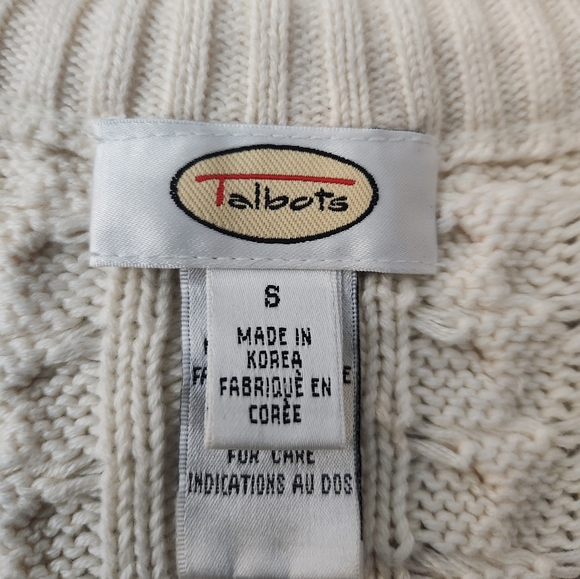 Talbots
S
MADE IN
KOREA
FABRIQUÈ EN
CORÈE
FOR CARE
INDICATIONS AU DOS